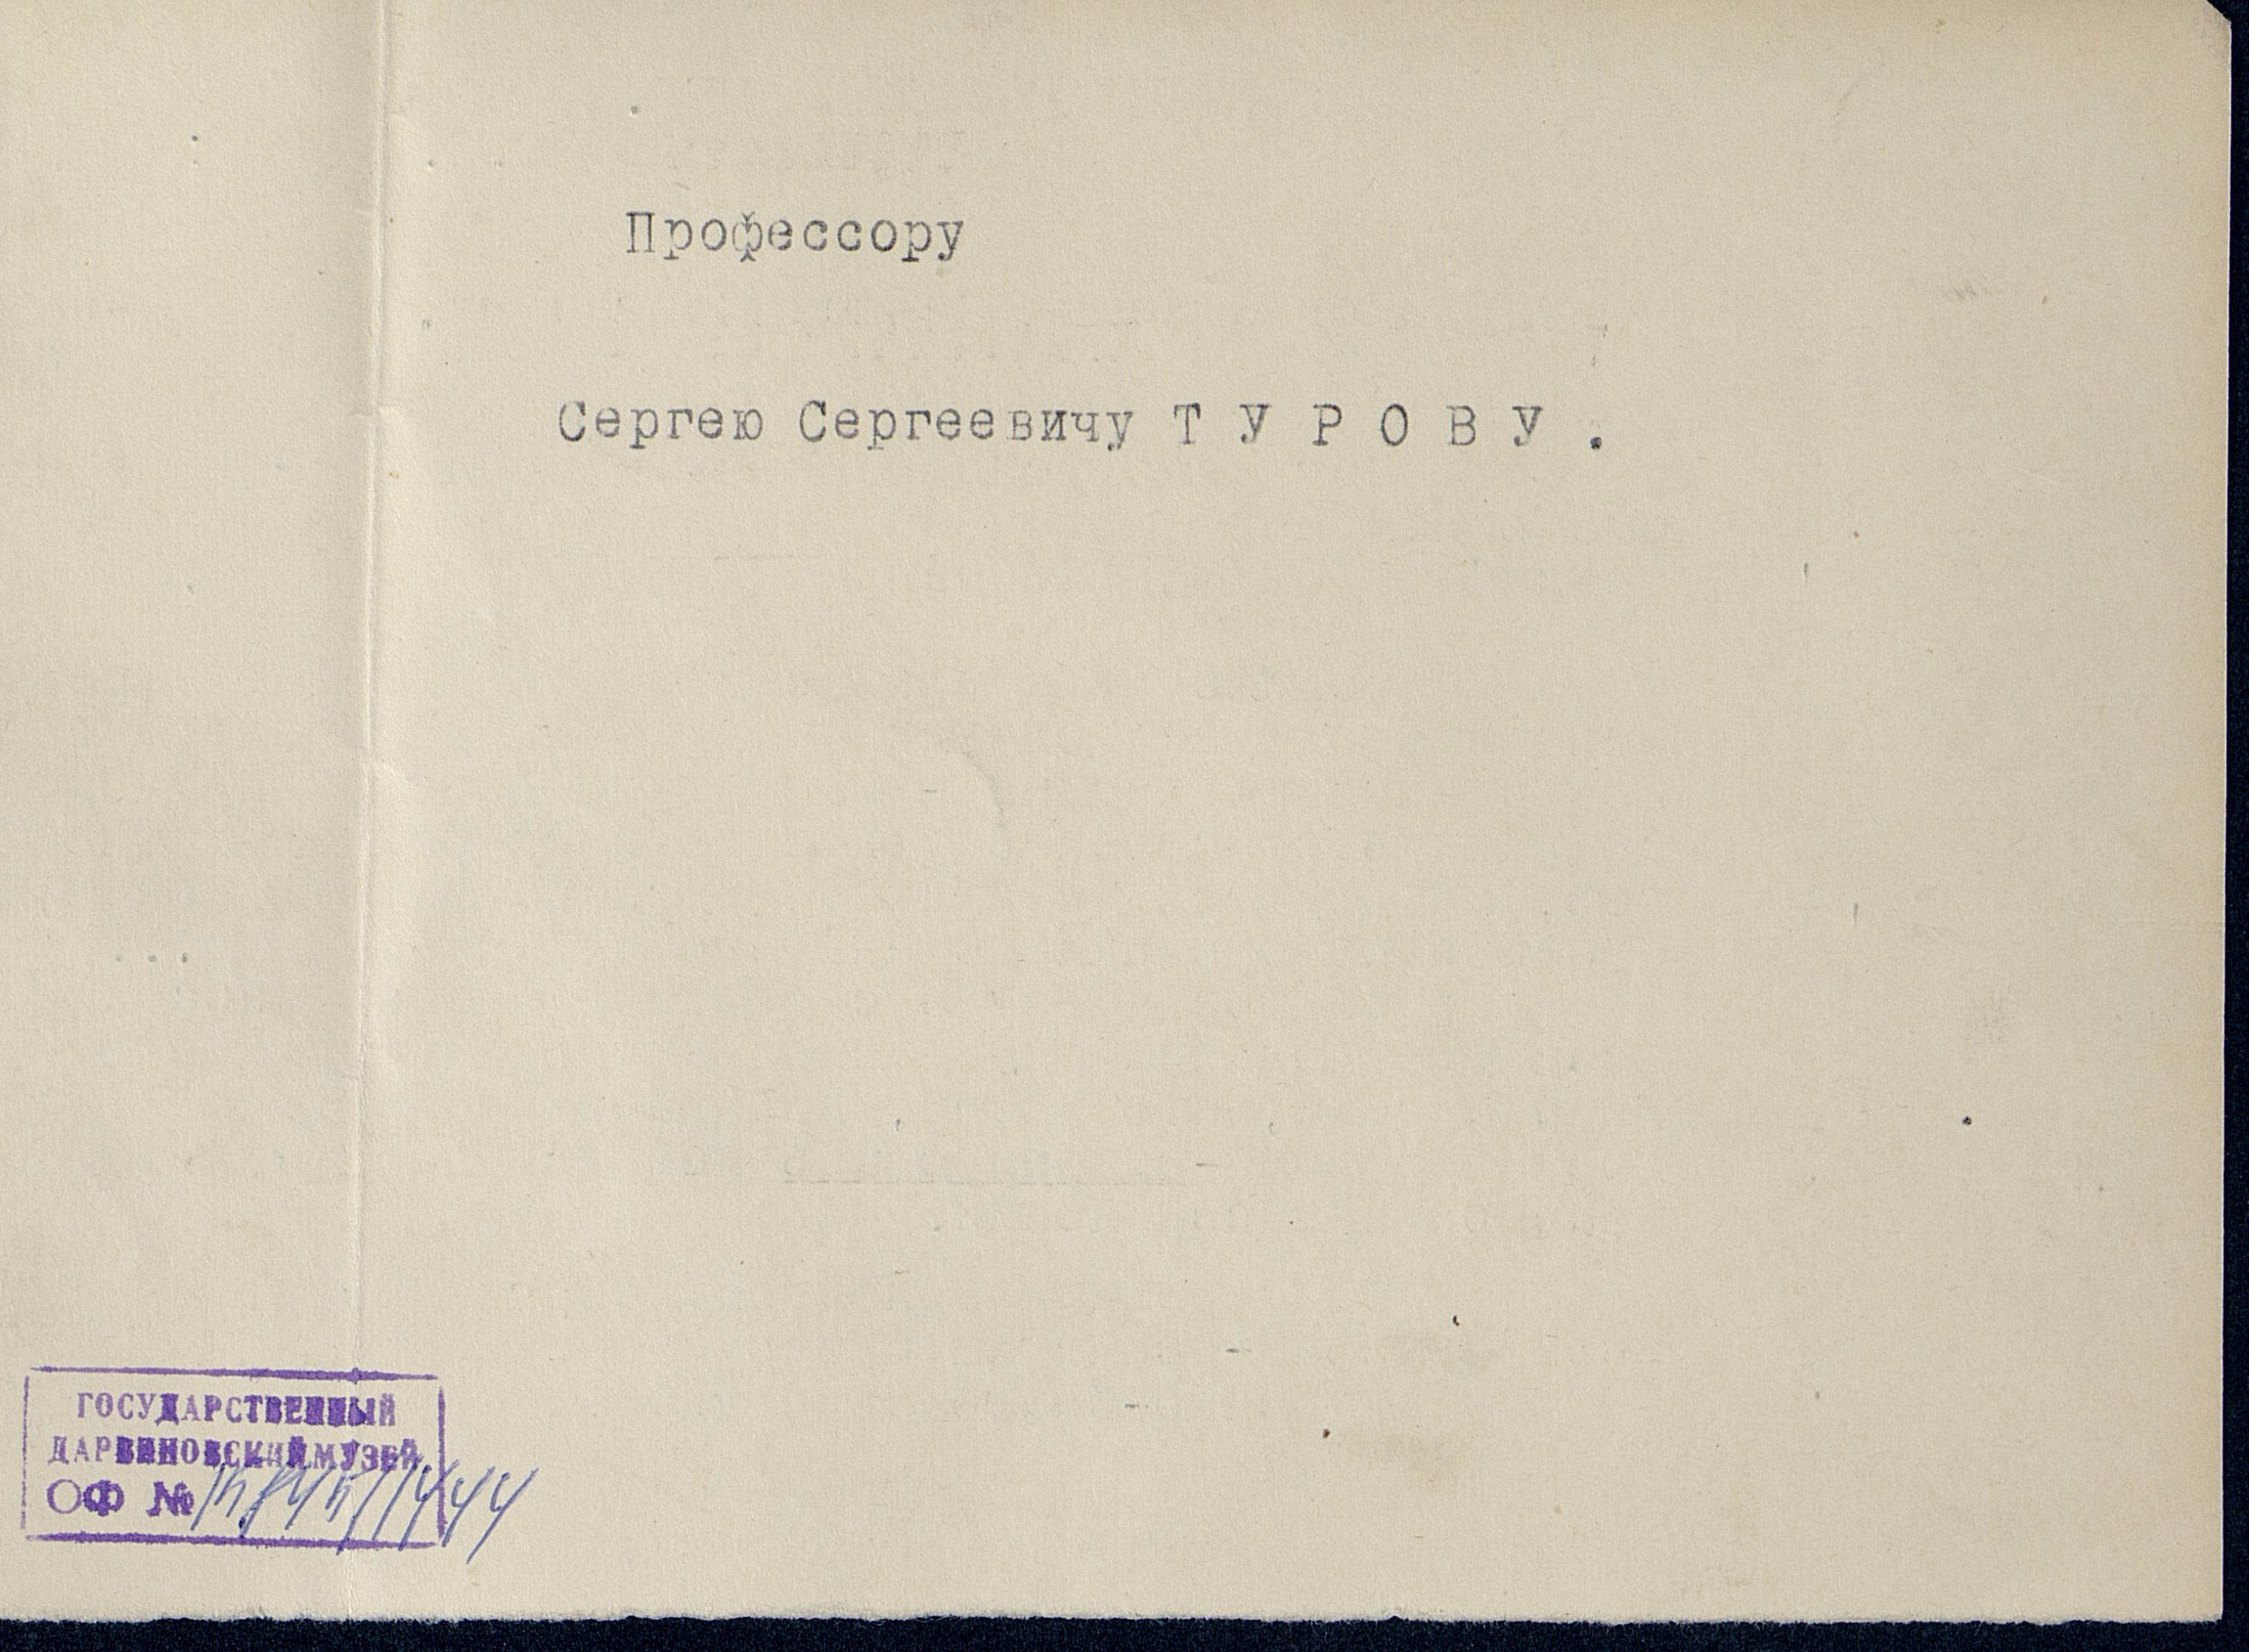 Профессору
Сергею Сергеевичу Т У Р О В У .
ГОСУДАРСТВЕННЫЙ
ДАРВИНОВСКИЙ МУЗЕЙ
ОФ №